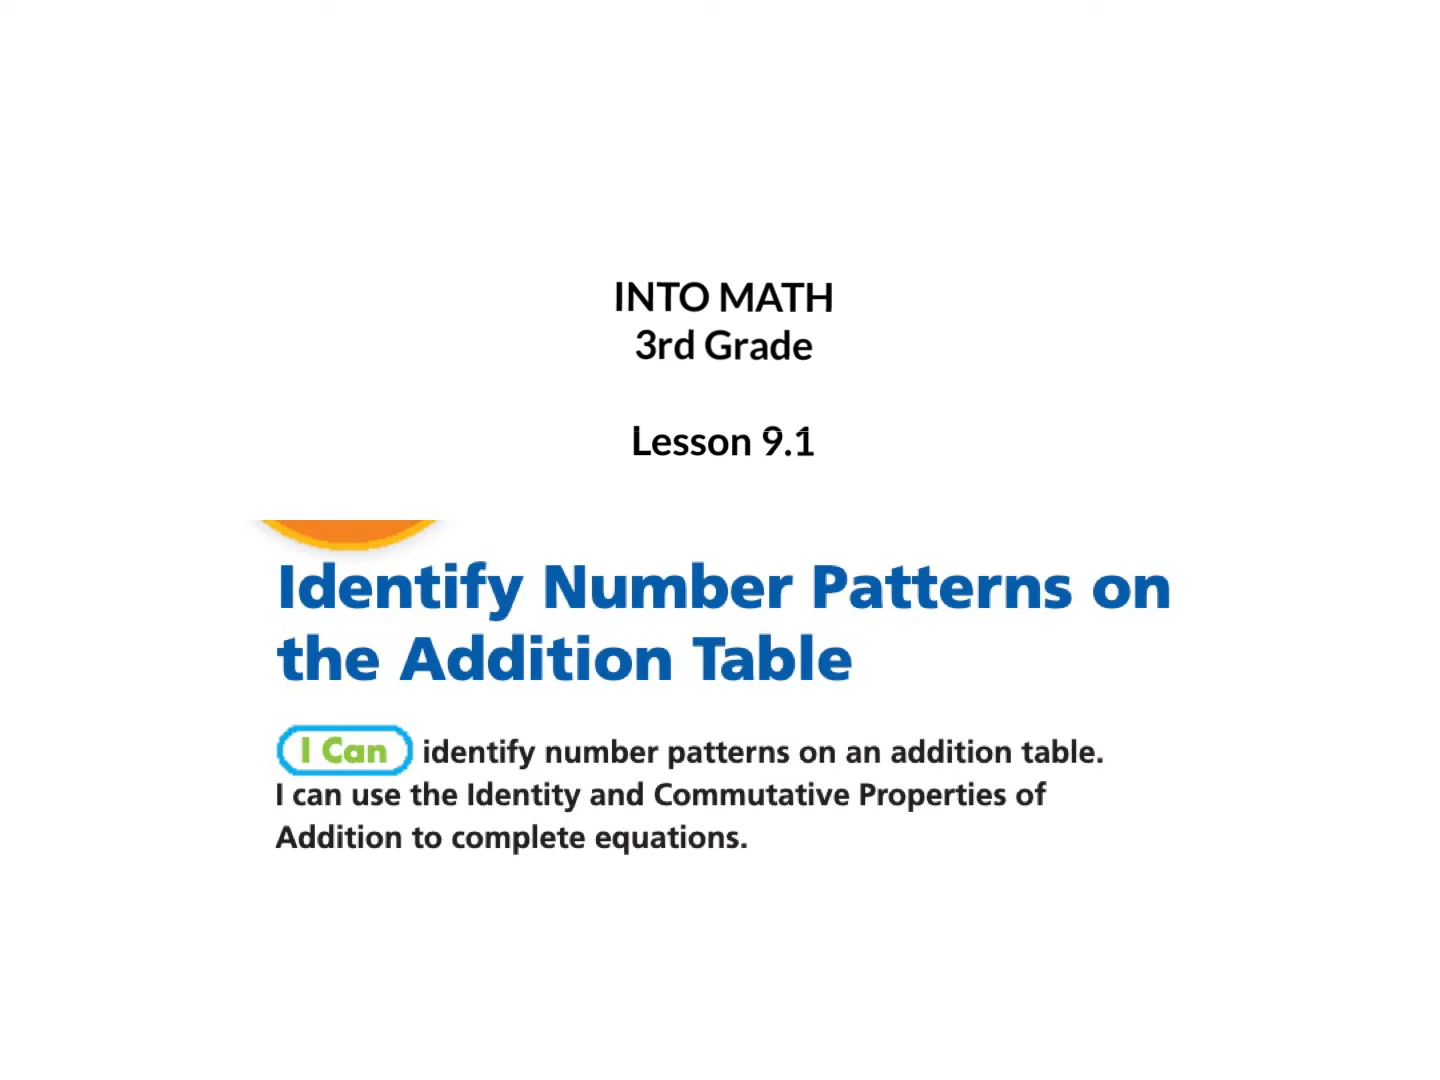 INTO MATH
3rd Grade
Lesson 9.1
Identify Number Patterns on
the Addition Table
I Can identify number patterns on an addition table.
I can use the Identity and Commutative Properties of
Addition to complete equations.